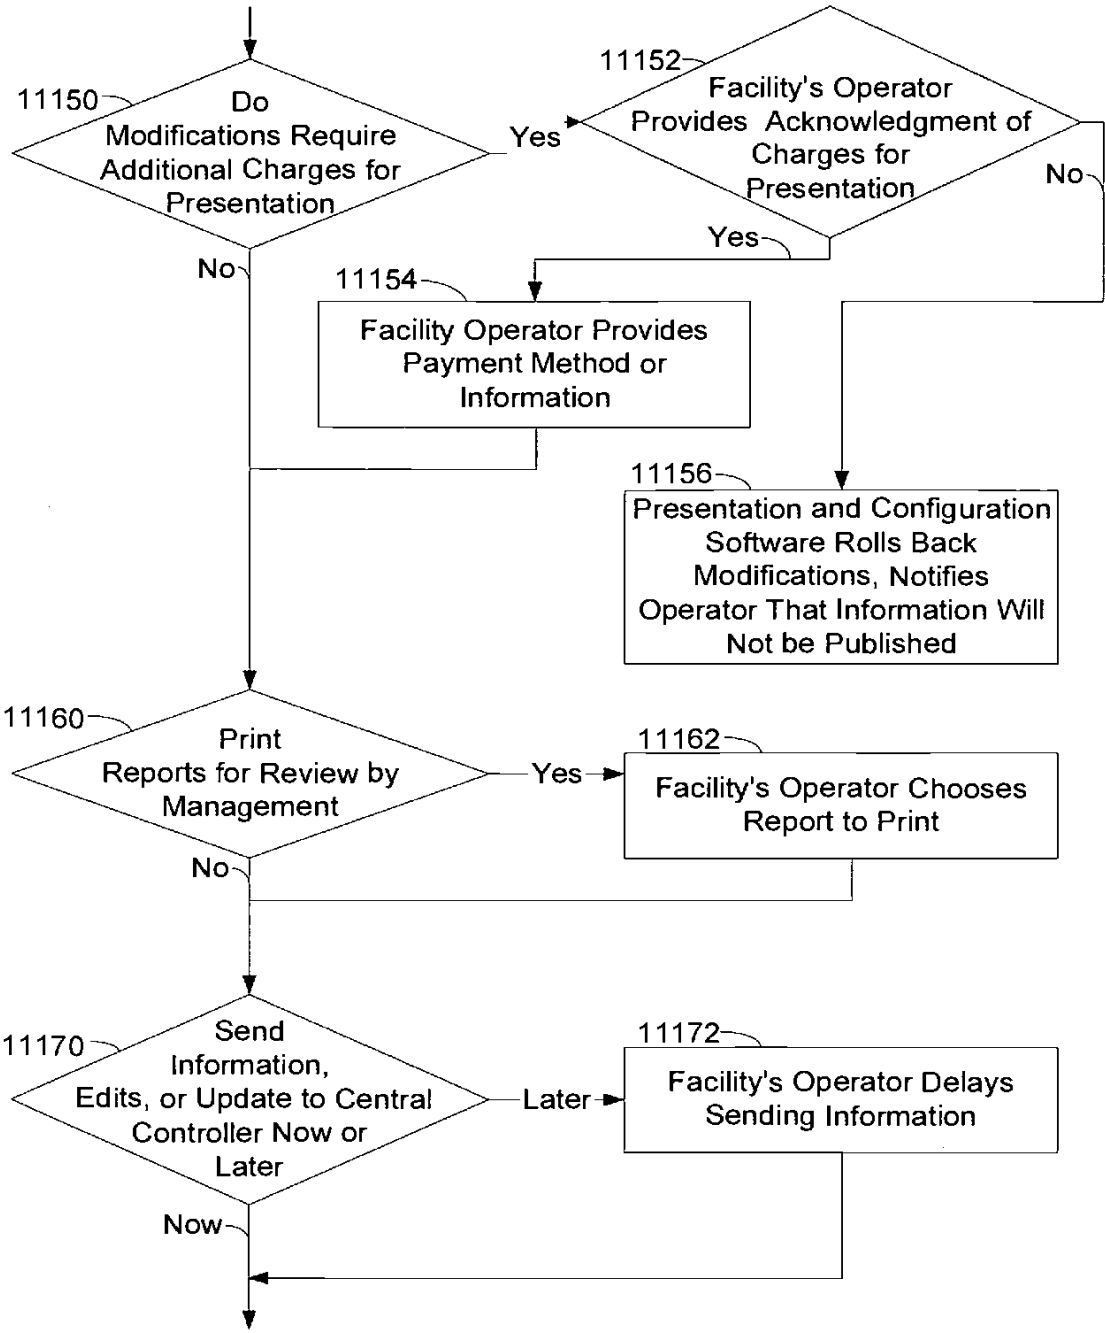 11150
Do
Modifications Require
Additional Charges for
Presentation
Yes
11152
Facility's Operator
Provides Acknowledgment of
Charges for
Presentation
No
Yes
No
11154
Facility Operator Provides
Payment Method or
Information
11156
Presentation and Configuration
Software Rolls Back
Modifications, Notifies
Operator That Information Will
Not be Published
11160
Print
Reports for Review by
Management
Yes
11162
Facility's Operator Chooses
Report to Print
No
11170
Send
Information,
Edits, or Update to Central
Controller Now or
Later
Later
11172
Facility's Operator Delays
Sending Information
Now